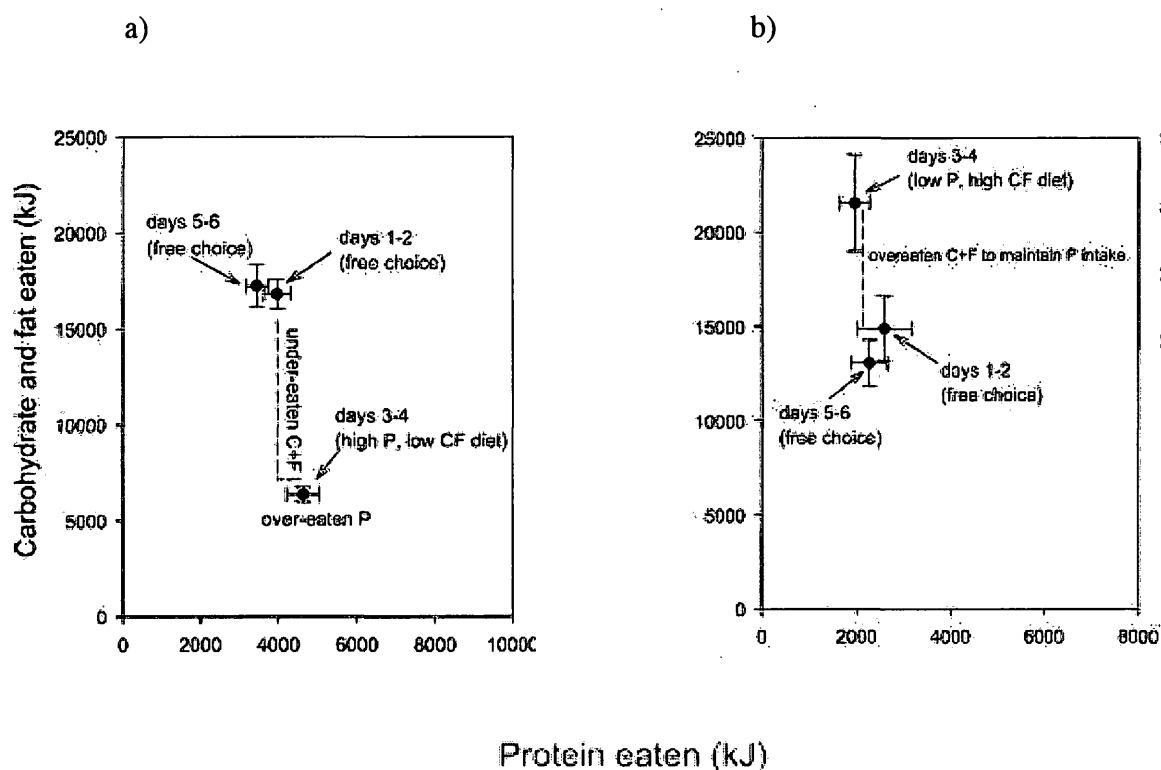 a)
Carbohydrate and fat eaten (kJ)
25000
20000
15000
10000
5000
0
days 5-6
(free choice)
days 1-2
(free choice)
under-eaten C+F
days 3-4
(high P, low CF diet)
over-eaten P
0 2000 4000 6000 8000 10000
b)
25000
20000
15000
10000
5000
0
days 3-4
(low P, high CF diet)
overeaten C+F to maintain P intake
days 1-2
(free choice)
days 5-6
(free choice)
0 2000 4000 6000 8000
Protein eaten (kJ)